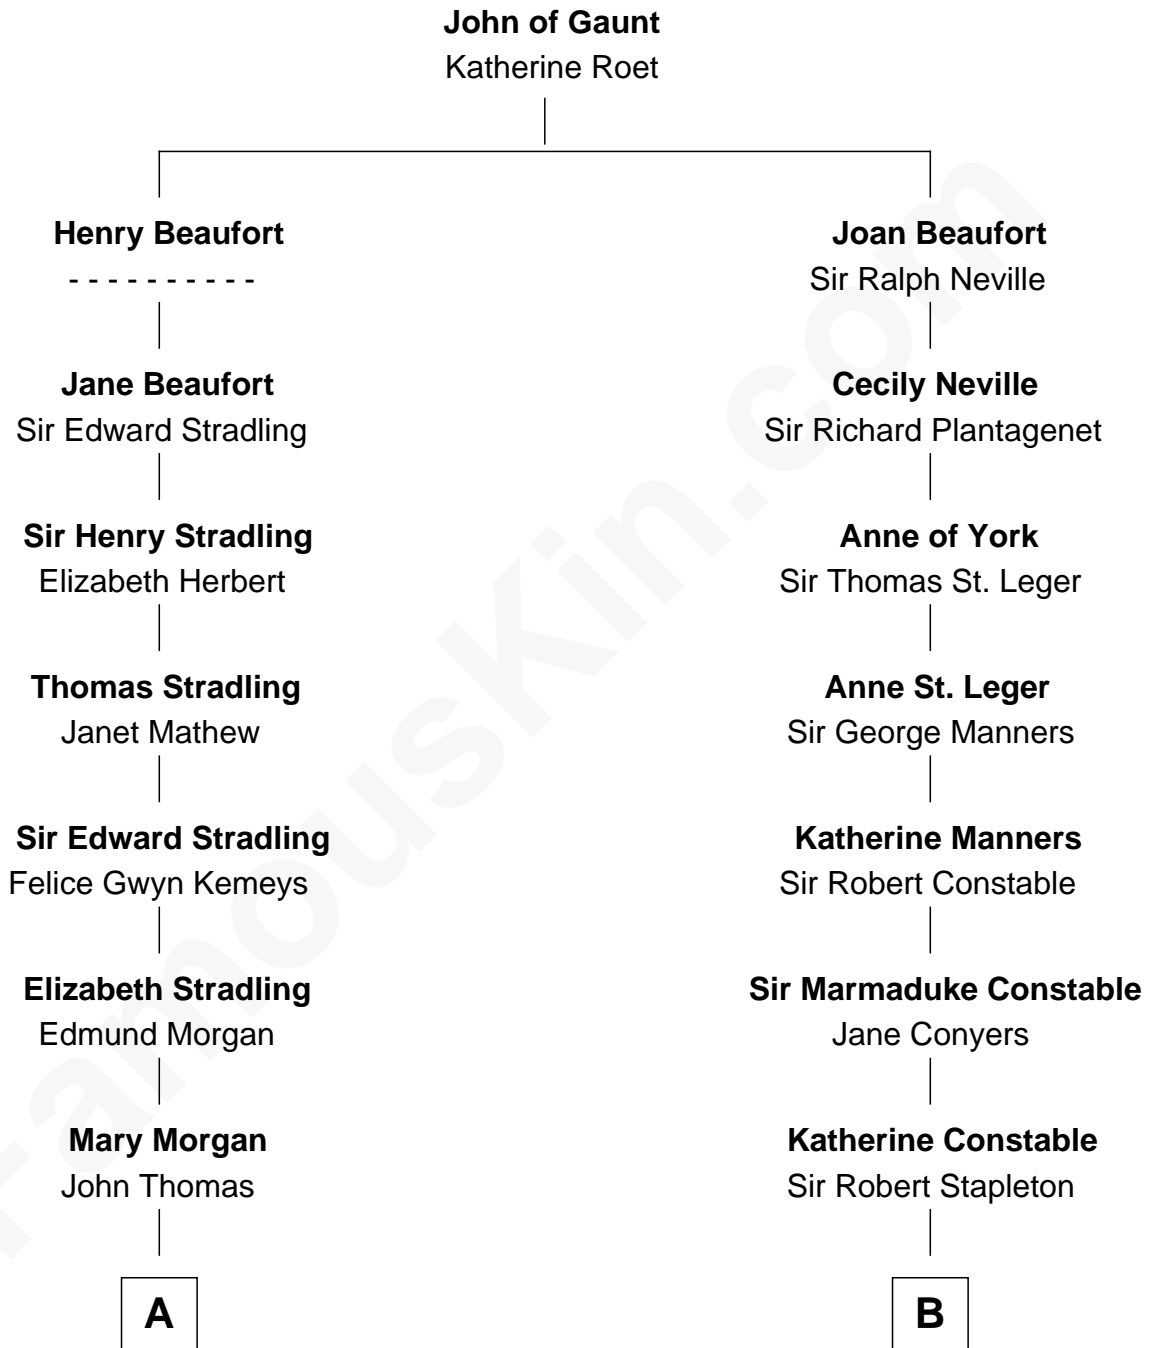 John of Gaunt
Katherine Roet
Henry Beaufort
- - - - - - - - - -
Jane Beaufort
Sir Edward Stradling
Sir Henry Stradling
Elizabeth Herbert
Thomas Stradling
Janet Mathew
Sir Edward Stradling
Felice Gwyn Kemeys
Elizabeth Stradling
Edmund Morgan
Mary Morgan
John Thomas
A
Joan Beaufort
Sir Ralph Neville
Cecily Neville
Sir Richard Plantagenet
Anne of York
Sir Thomas St. Leger
Anne St. Leger
Sir George Manners
Katherine Manners
Sir Robert Constable
Sir Marmaduke Constable
Jane Conyers
Katherine Constable
Sir Robert Stapleton
B
FamousKin.com